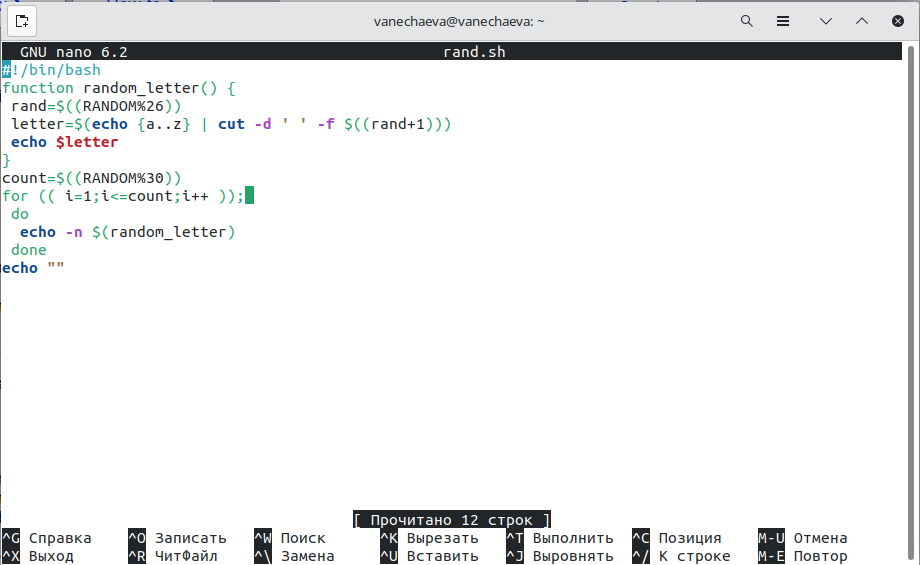 vanechaeva@vanechaeva: ~
GNU nano 6.2 rand.sh
#!/bin/bash
function random_letter() {
 rand=$((RANDOM%26))
 letter=$(echo {a..z} | cut -d ' ' -f $((rand+1)))
 echo $letter
}
count=$((RANDOM%30))
for (( i=1;i<=count;i++ ));
 do
  echo -n $(random_letter)
 done
echo ""
[ Прочитано 12 строк ]
^G Справка ^O Записать ^W Поиск ^K Вырезать ^T Выполнить ^C Позиция M-U Отмена
^X Выход ^R ЧитФайл ^\ Замена ^U Вставить ^J Выровнять ^/ К строке M-E Повтор